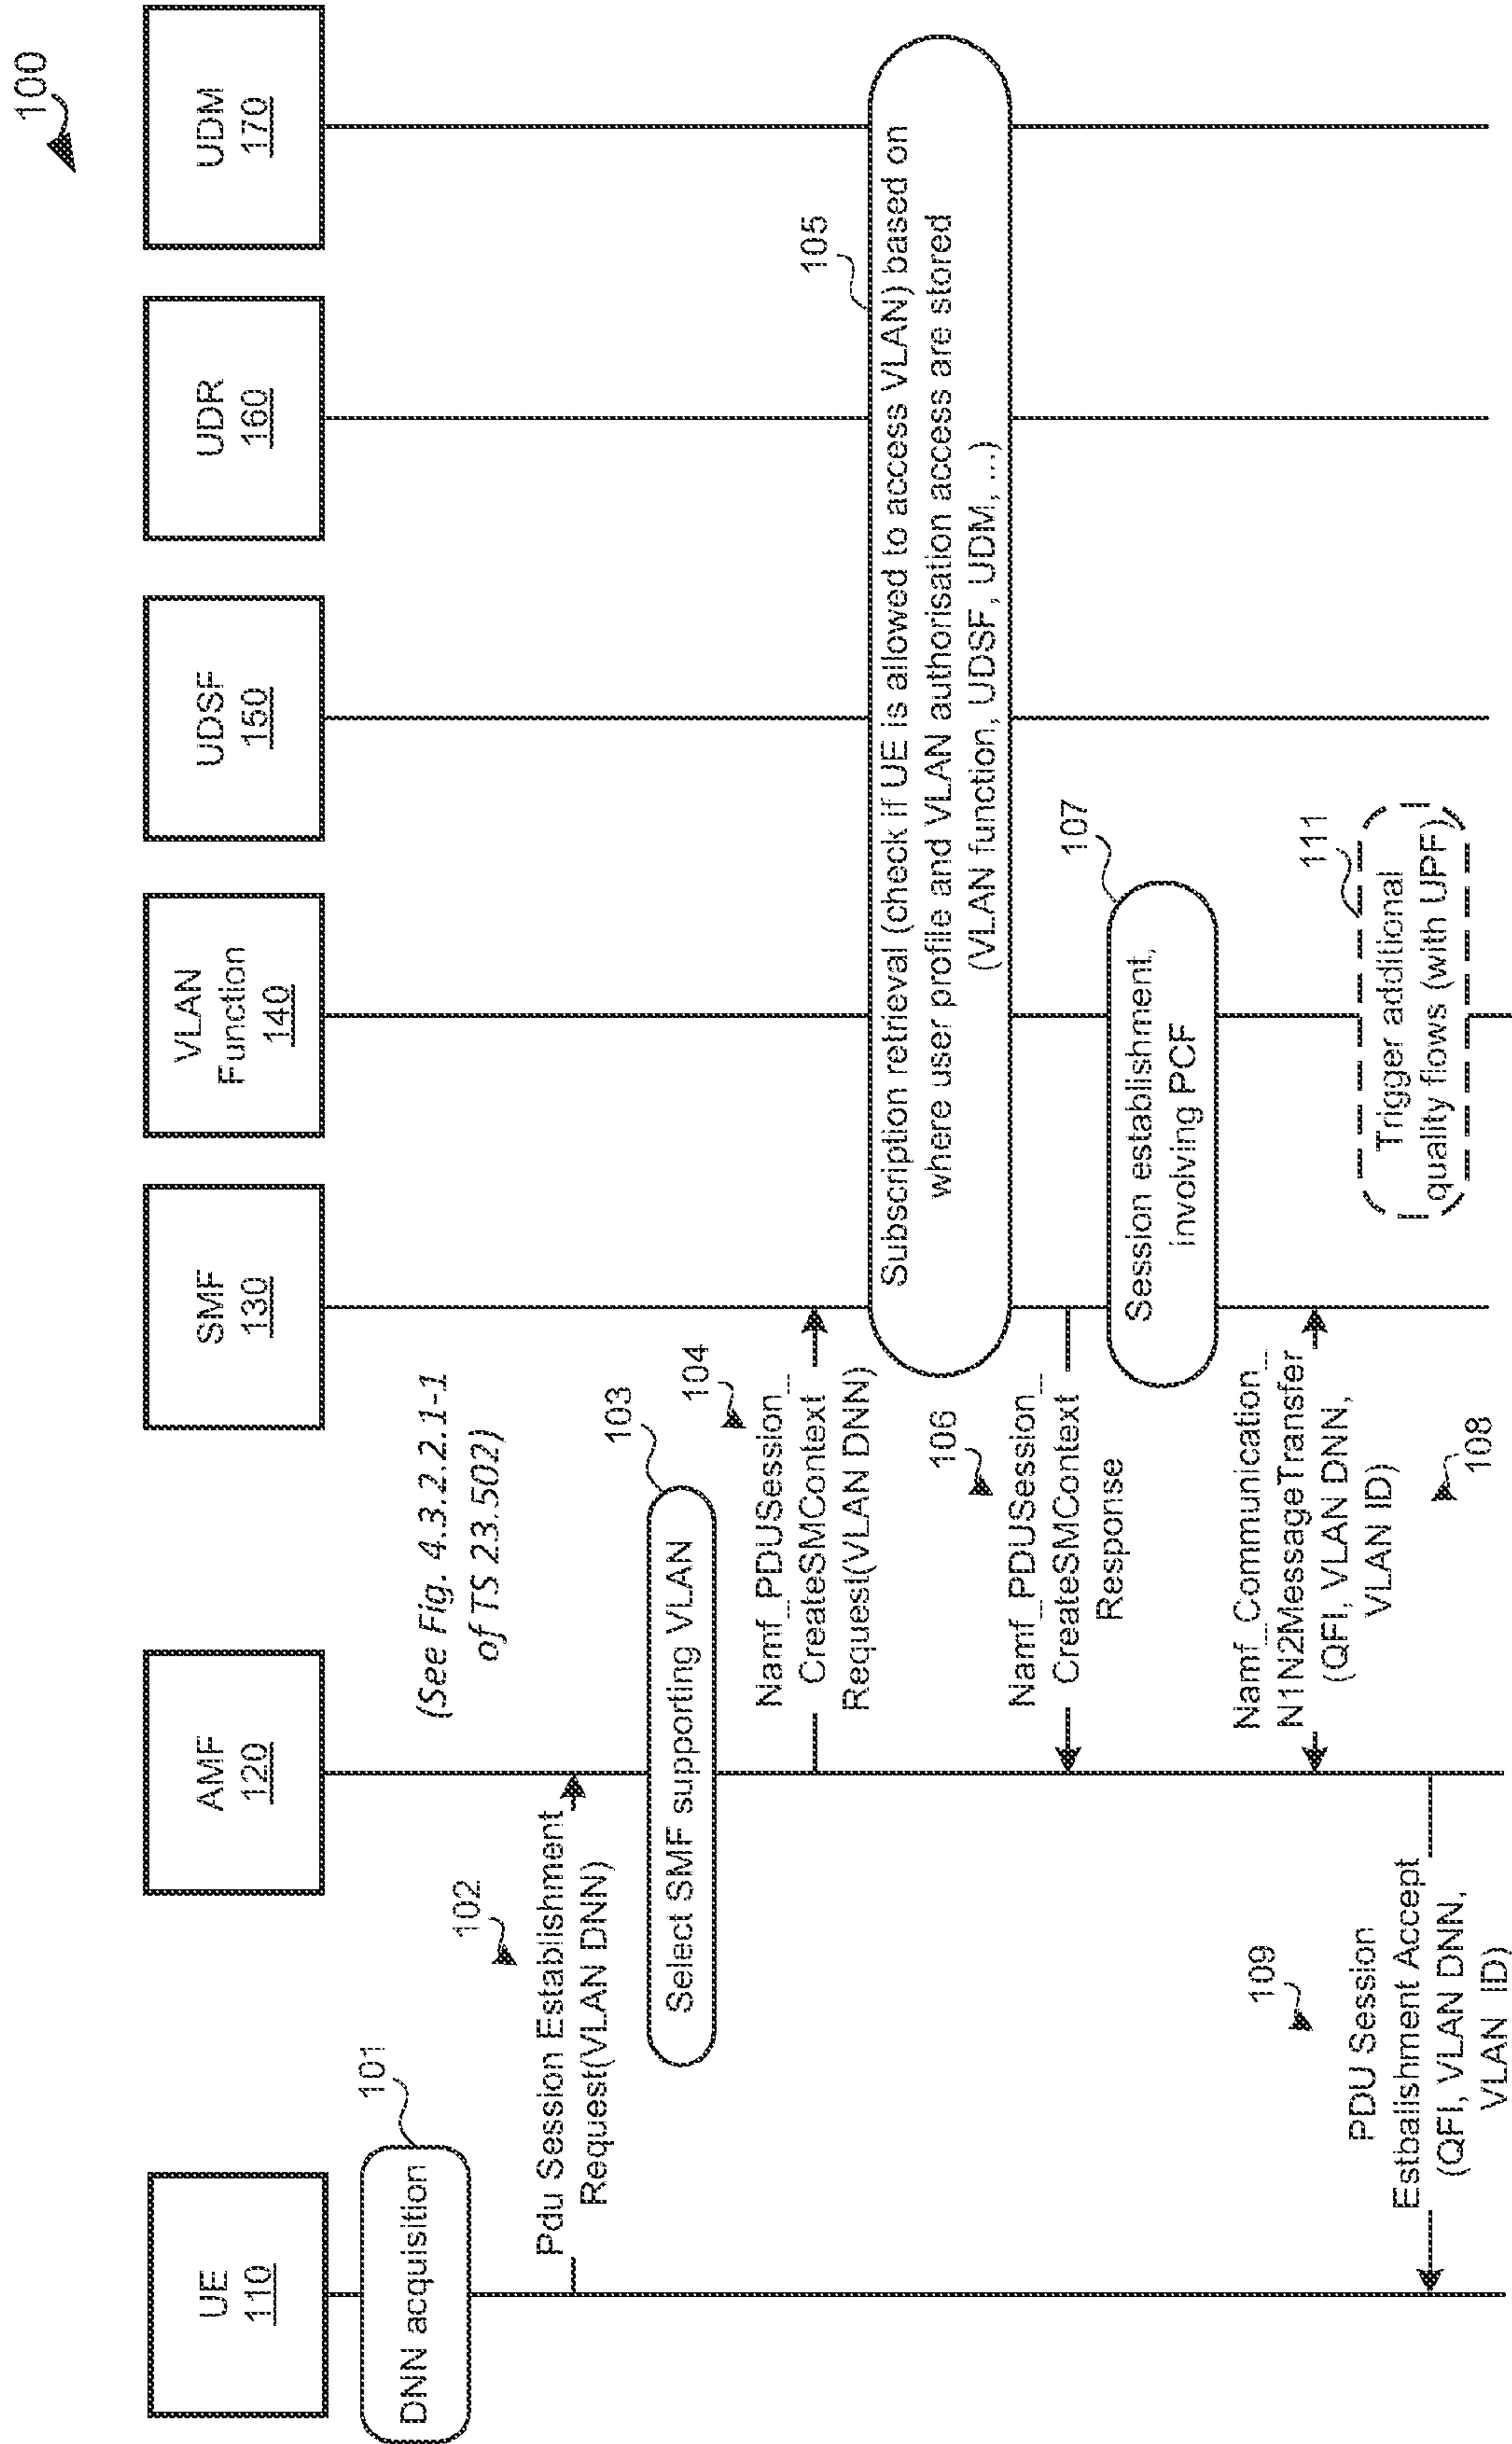 100
UE
110
AMF
120
SMF
130
VLAN
Function
140
UDSF
150
UDR
160
UDM
170
101
DNN acquisition
(See Fig. 4.3.2.2.1-1
of TS 23.502)
102
Pdu Session Establishment
Request(VLAN DNN)
103
Select SMF supporting VLAN
104
Namf_PDUSession_
CreateSMContext
Request(VLAN DNN)
105
Subscription retrieval (check if UE is allowed to access VLAN) based on
where user profile and VLAN authorisation access are stored
(VLAN function, UDSF, UDM, ...)
106
Namf_PDUSession_
CreateSMContext
Response
107
Session establishment,
involving PCF
Namf_Communication_
N1N2MessageTransfer
(QFI, VLAN DNN,
VLAN ID)
108
109
PDU Session
Estbalishment Accept
(QFI, VLAN DNN,
VLAN ID)
111
Trigger additional
quality flows (with UPF)